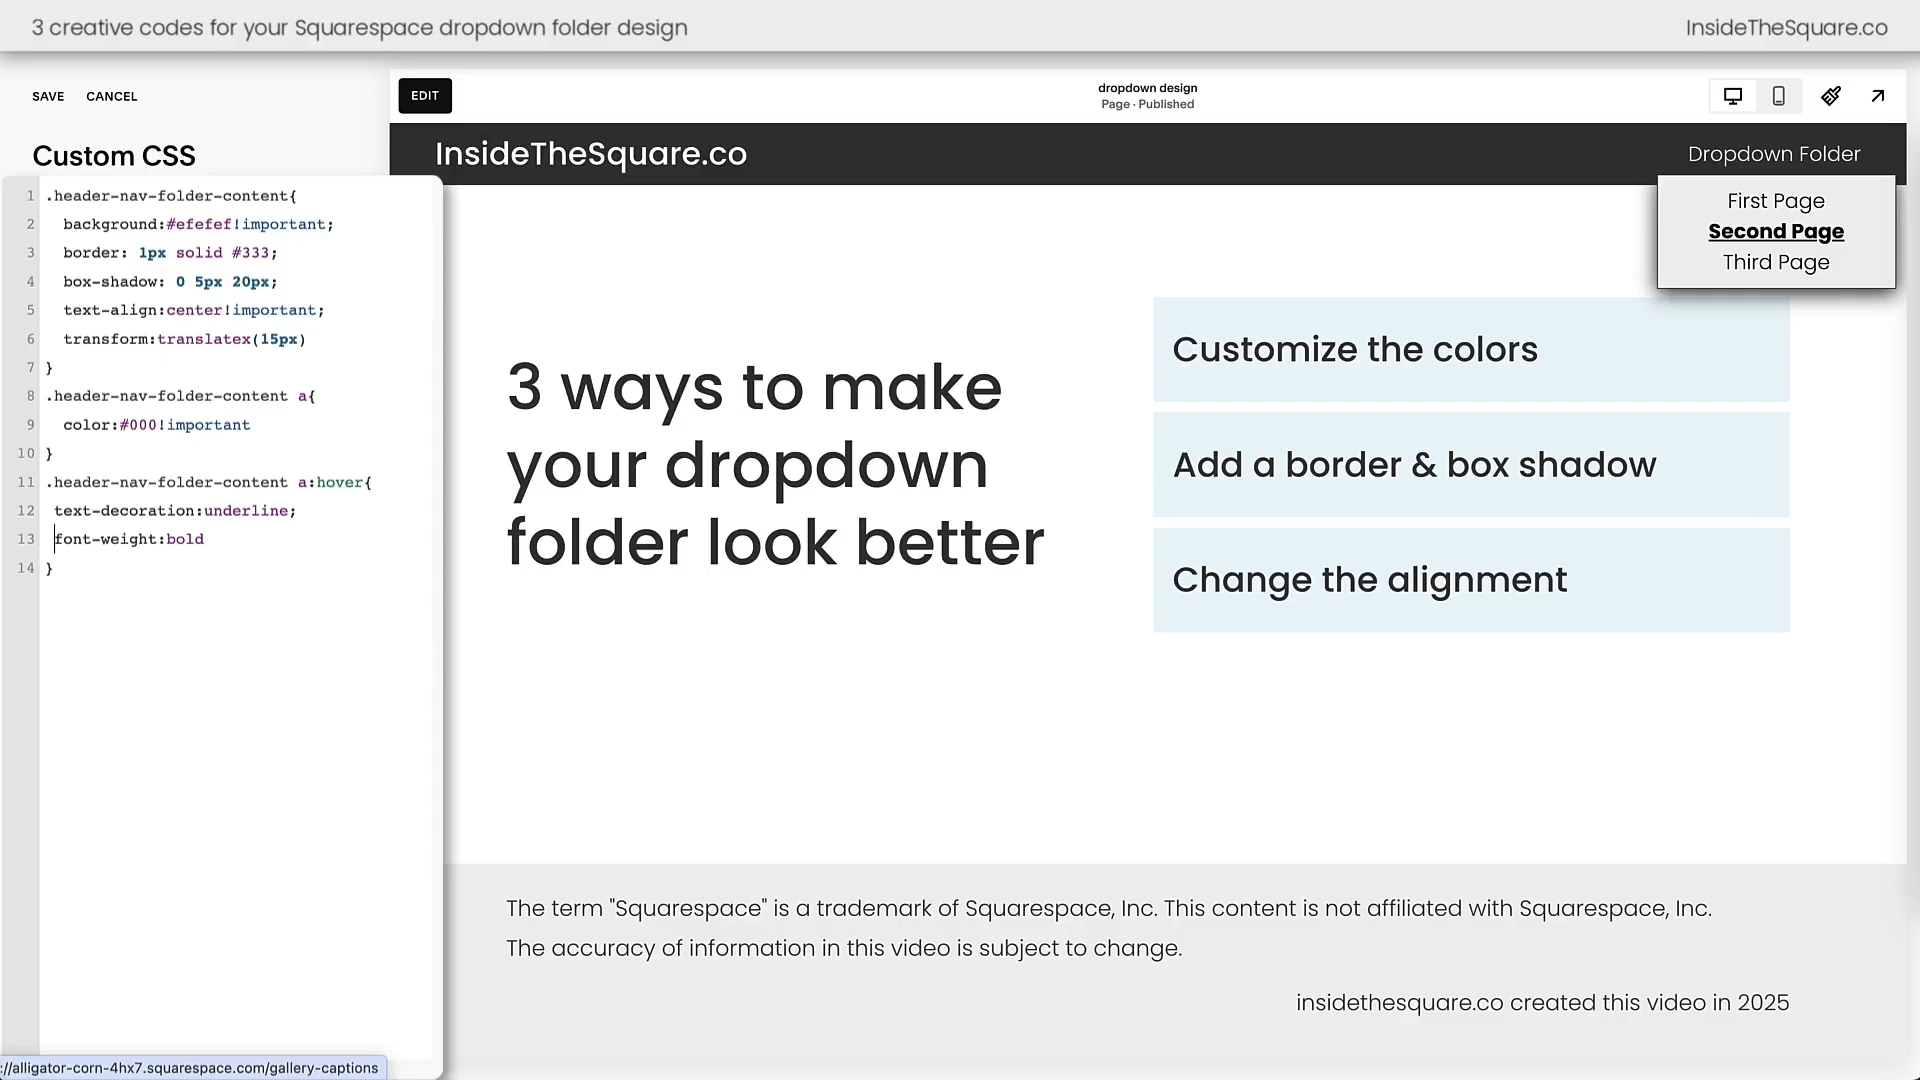 3 creative codes for your Squarespace dropdown folder design
InsideTheSquare.co
SAVE CANCEL
EDIT
dropdown design
Page · Published
Custom CSS
1 .header-nav-folder-content{
2 background:#efefef!important;
3 border: 1px solid #333;
4 box-shadow: 0 5px 20px;
5 text-align:center!important;
6 transform:translatex(15px)
7 }
8 .header-nav-folder-content a{
9 color:#000!important
10 }
11 .header-nav-folder-content a:hover{
12 text-decoration:underline;
13 font-weight:bold
14 }
InsideTheSquare.co
Dropdown Folder
First Page
Second Page
Third Page
3 ways to make
your dropdown
folder look better
Customize the colors
Add a border & box shadow
Change the alignment
The term "Squarespace" is a trademark of Squarespace, Inc. This content is not affiliated with Squarespace, Inc.
The accuracy of information in this video is subject to change.
insidethesquare.co created this video in 2025
://alligator-corn-4hx7.squarespace.com/gallery-captions